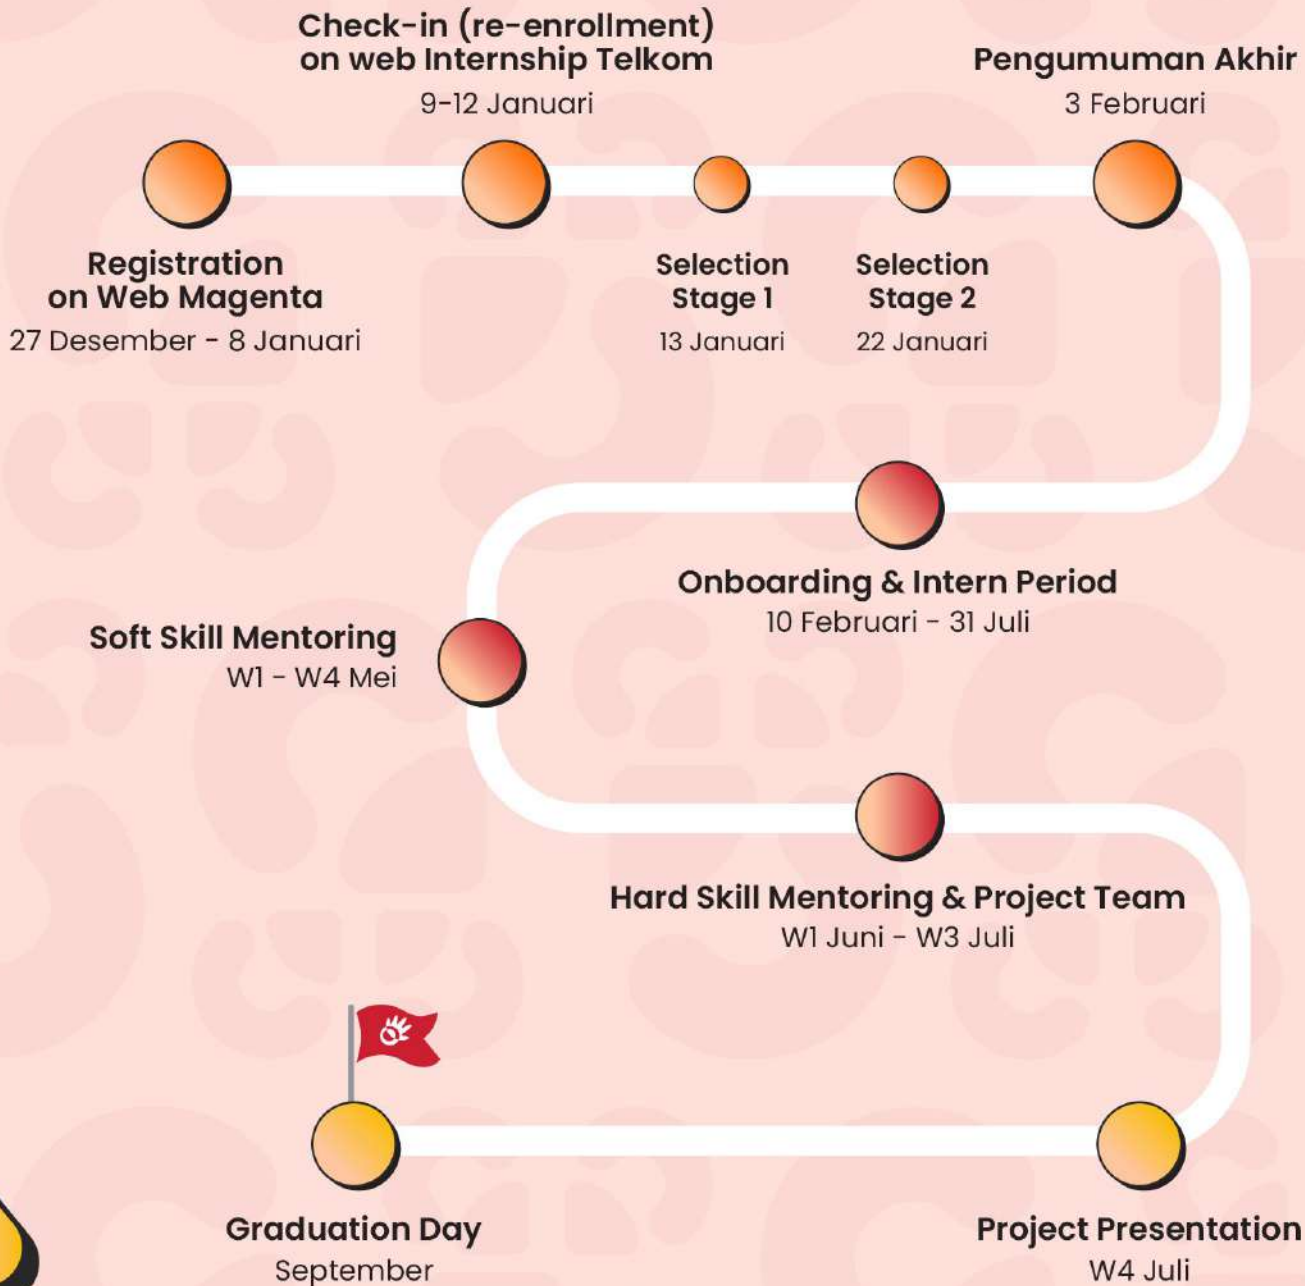 Check-in (re-enrollment)
on web Internship Telkom
9-12 Januari
Pengumuman Akhir
3 Februari
Registration
on Web Magenta
27 Desember - 8 Januari
Selection
Stage 1
13 Januari
Selection
Stage 2
22 Januari
Onboarding & Intern Period
10 Februari - 31 Juli
Soft Skill Mentoring
W1 - W4 Mei
Hard Skill Mentoring & Project Team
W1 Juni - W3 Juli
Graduation Day
September
Project Presentation
W4 Juli